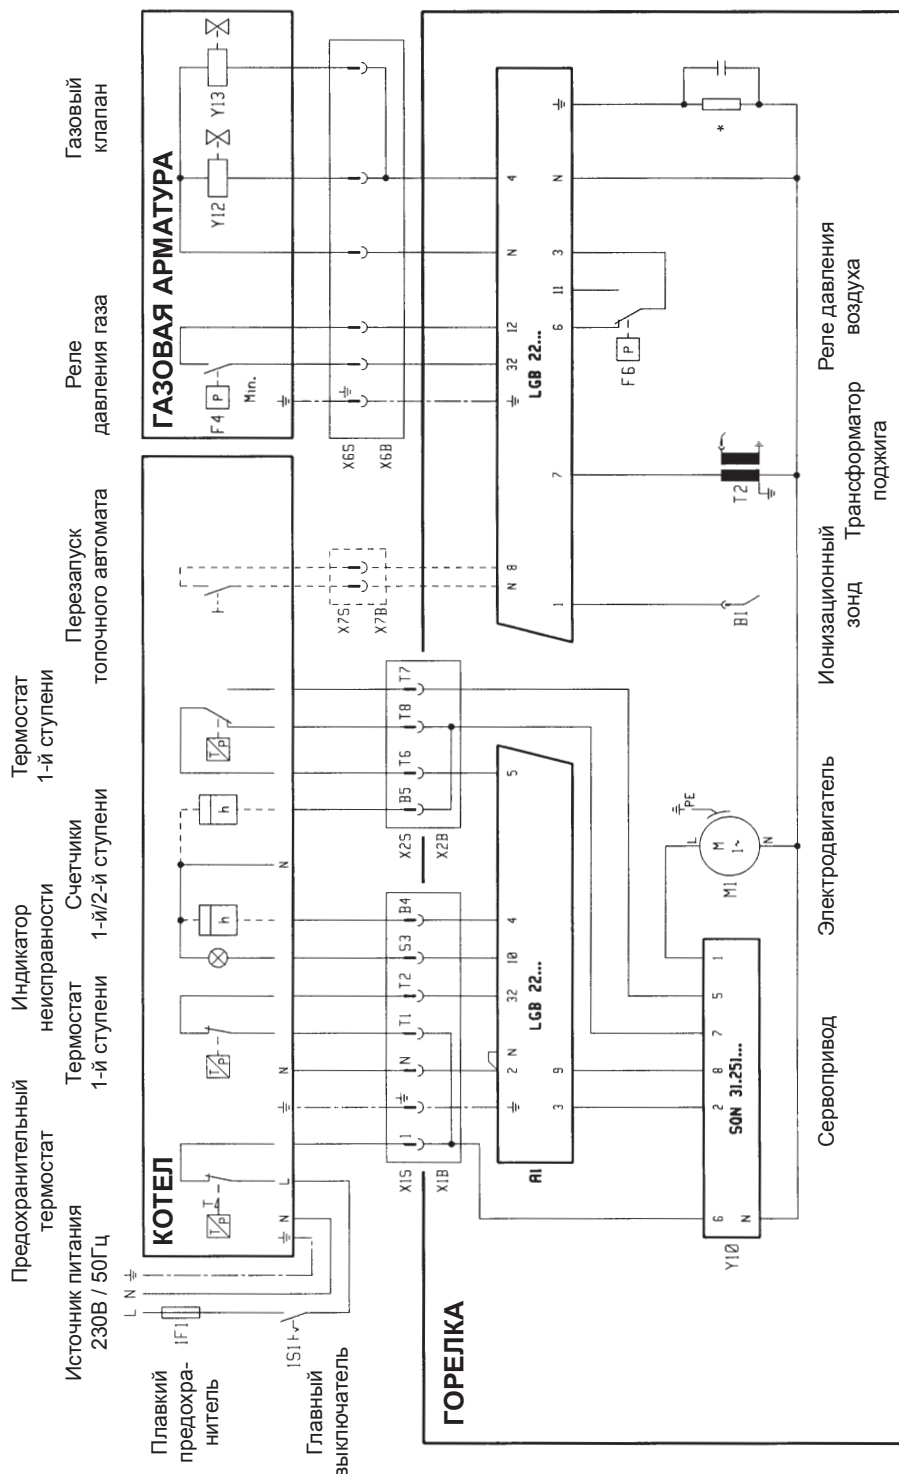 Газовый
клапан
Реле
давления газа
Перезапуск
топочного автомата
Термостат
1-й ступени
Счетчики
1-й/2-й ступени
Индикатор
неисправности
Термостат
1-й ступени
Предохранительный
термостат
Источник питания
230В / 50Гц
Плавкий
предохра-
нитель
Главный
выключатель
ГАЗОВАЯ АРМАТУРА
Y13
Y12
F4
P
Min.
КОТЕЛ
h
h
T
P
T
P
T
P
T
N
N
N
L
L
N
1F1
1S1
X6S
X6B
X7S
X7B
X2S
X2B
T7
T8
T6
B5
X1S
X1B
B4
S3
T2
T1
N
1
ГОРЕЛКА
4
N
12
32
8
N
LGB 22...
N
3
11
6
7
1
F6
P
*
T2
B1
5
4
10
32
2
N
LGB 22...
9
3
A1
PE
L
M
1~
N
M1
1
5
7
8
2
6
N
SQN 31.251...
Y10
Реле давления
воздуха
Трансформатор
поджига
Ионизационный
зонд
Электродвигатель
Сервопривод